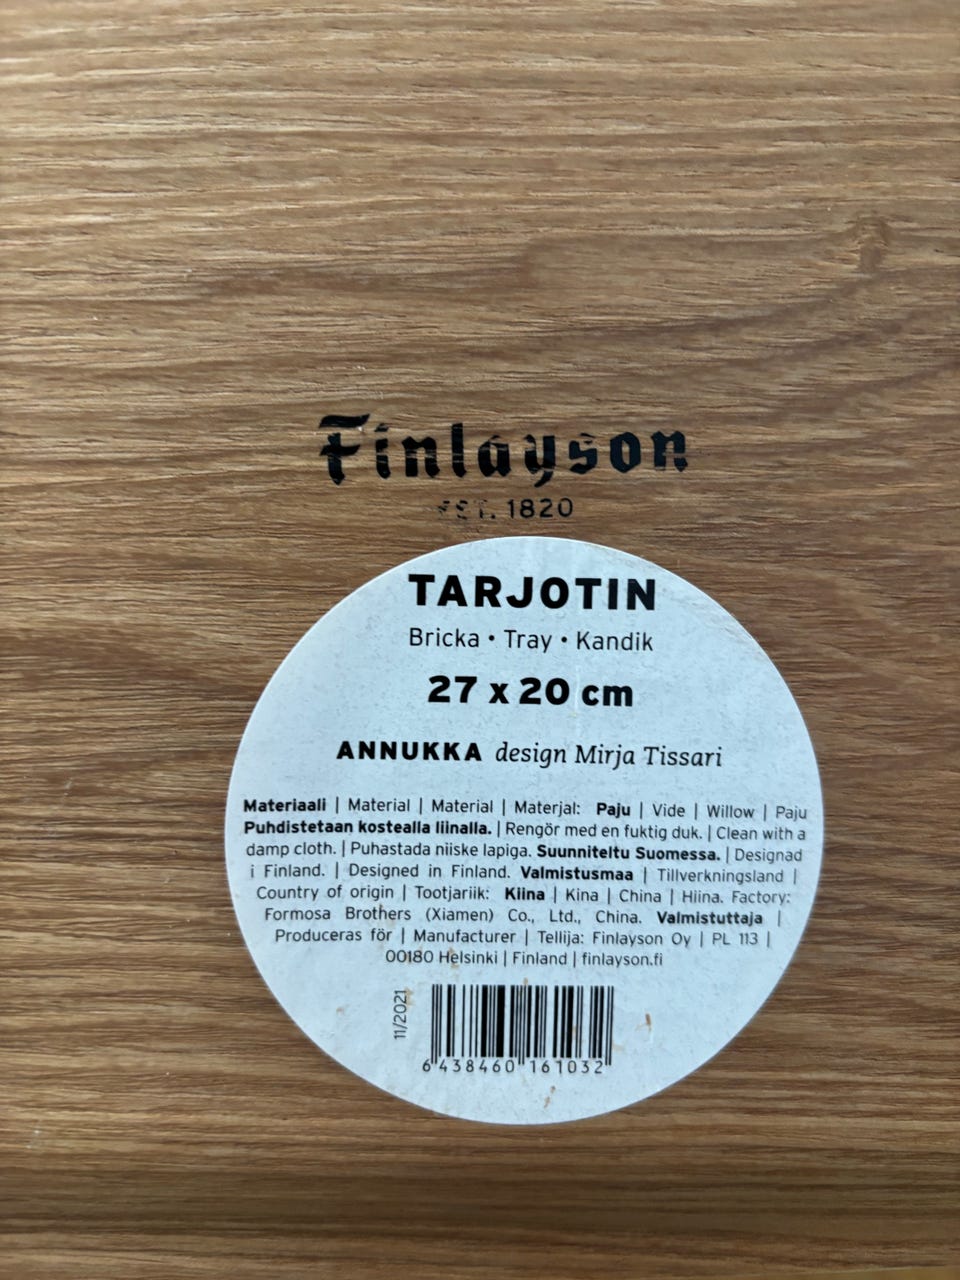 Finlayson
EST. 1820
TARJOTIN
Bricka • Tray • Kandik
27 x 20 cm
ANNUKKA design Mirja Tissari
Materiaali | Material | Material | Materjal: Paju | Vide | Willow | Paju
Puhdistetaan kostealla liinalla. | Rengör med en fuktig duk. | Clean with a
damp cloth. | Puhastada niiske lapiga. Suunniteltu Suomessa. | Designad
i Finland. | Designed in Finland. Valmistusmaa | Tillverkningsland |
Country of origin | Tootjariik: Kiina | Kina | China | Hiina. Factory:
Formosa Brothers (Xiamen) Co., Ltd., China. Valmistuttaja |
Produceras för | Manufacturer | Tellija: Finlayson Oy | PL 113 |
00180 Helsinki | Finland | finlayson.fi
11/2021
6 438460 161032